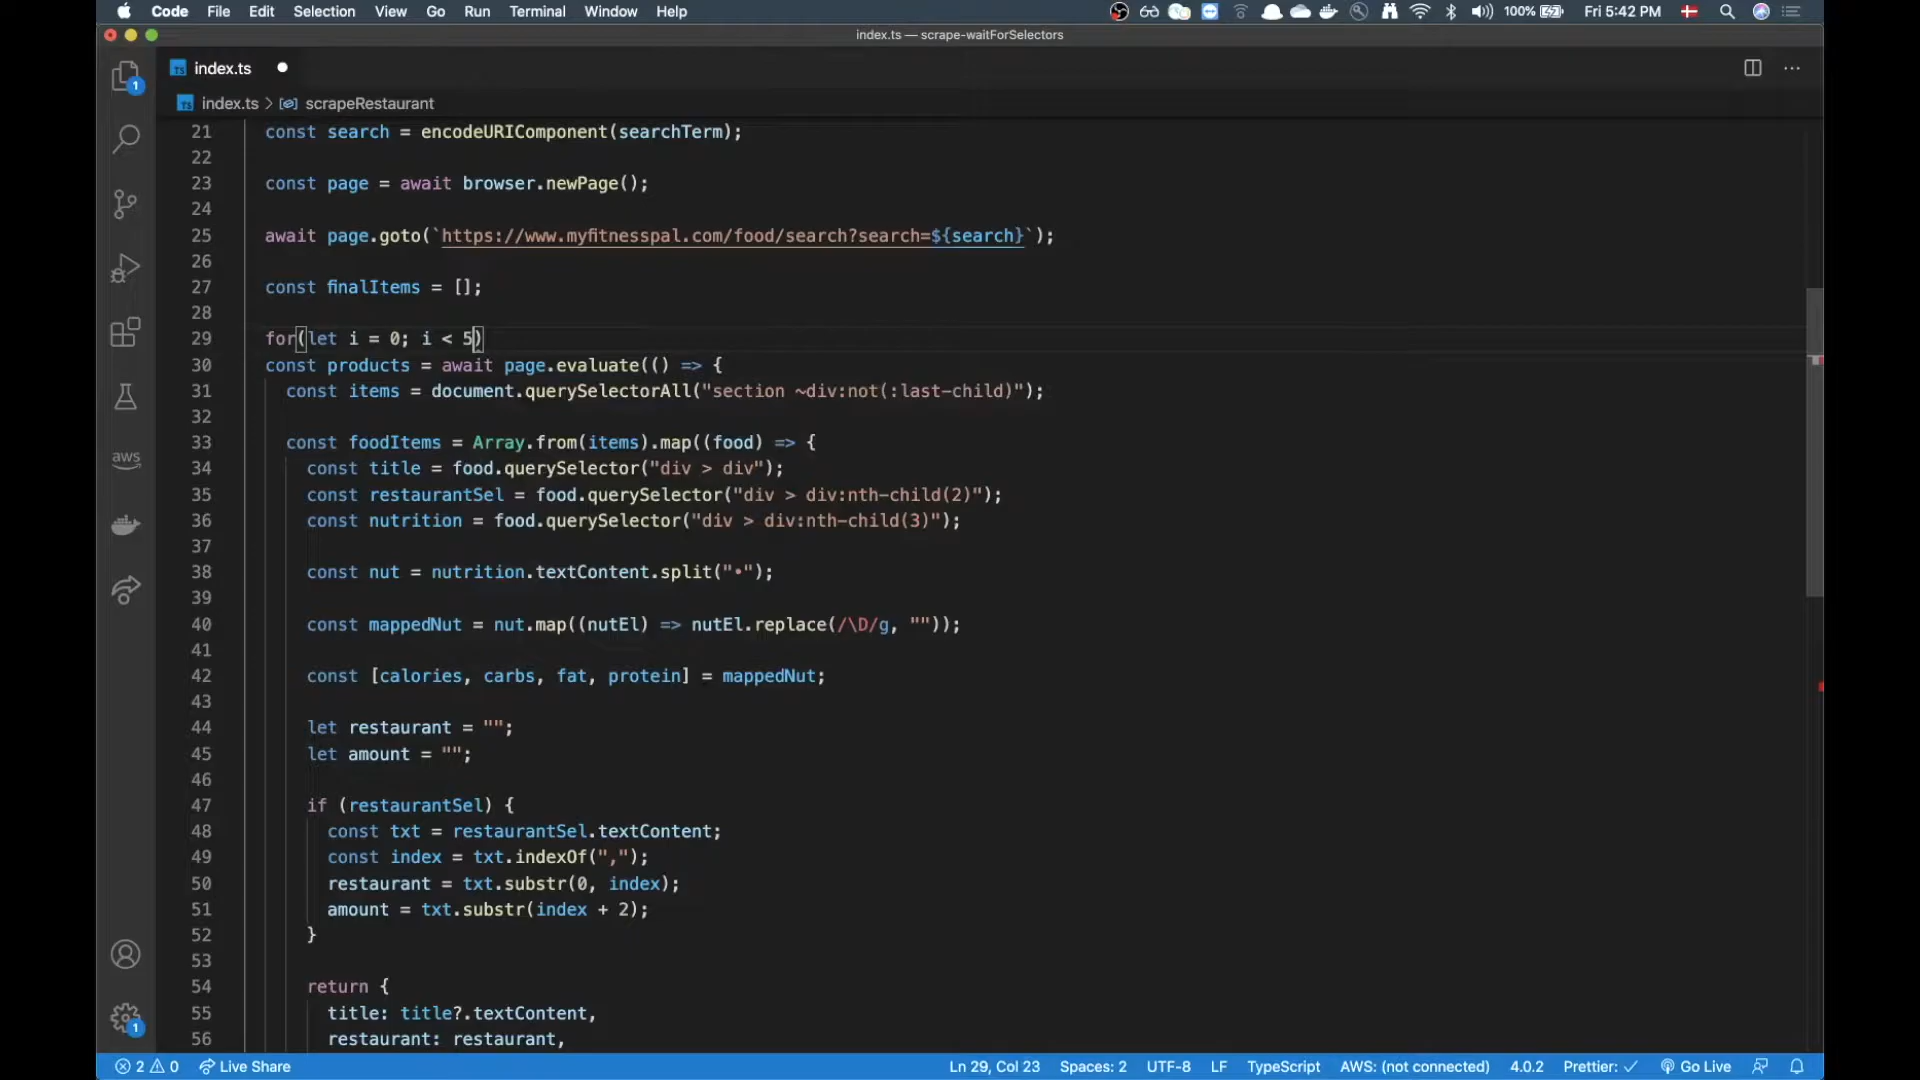 Code File Edit Selection View Go Run Terminal Window Help 100% Fri 5:42 PM
index.ts — scrape-waitForSelectors
index.ts
index.ts > scrapeRestaurant
21 const search = encodeURIComponent(searchTerm);
22
23 const page = await browser.newPage();
24
25 await page.goto(`https://www.myfitnesspal.com/food/search?search=${search}`);
26
27 const finalItems = [];
28
29 for(let i = 0; i < 5)
30 const products = await page.evaluate(() => {
31 const items = document.querySelectorAll("section ~div:not(:last-child)");
32
33 const foodItems = Array.from(items).map((food) => {
34 const title = food.querySelector("div > div");
35 const restaurantSel = food.querySelector("div > div:nth-child(2)");
36 const nutrition = food.querySelector("div > div:nth-child(3)");
37
38 const nut = nutrition.textContent.split("•");
39
40 const mappedNut = nut.map((nutEl) => nutEl.replace(/\D/g, ""));
41
42 const [calories, carbs, fat, protein] = mappedNut;
43
44 let restaurant = "";
45 let amount = "";
46
47 if (restaurantSel) {
48 const txt = restaurantSel.textContent;
49 const index = txt.indexOf(",");
50 restaurant = txt.substr(0, index);
51 amount = txt.substr(index + 2);
52 }
53
54 return {
55 title: title?.textContent,
56 restaurant: restaurant,
1
aws
1
2 0 Live Share Ln 29, Col 23 Spaces: 2 UTF-8 LF TypeScript AWS: (not connected) 4.0.2 Prettier: ✓ Go Live